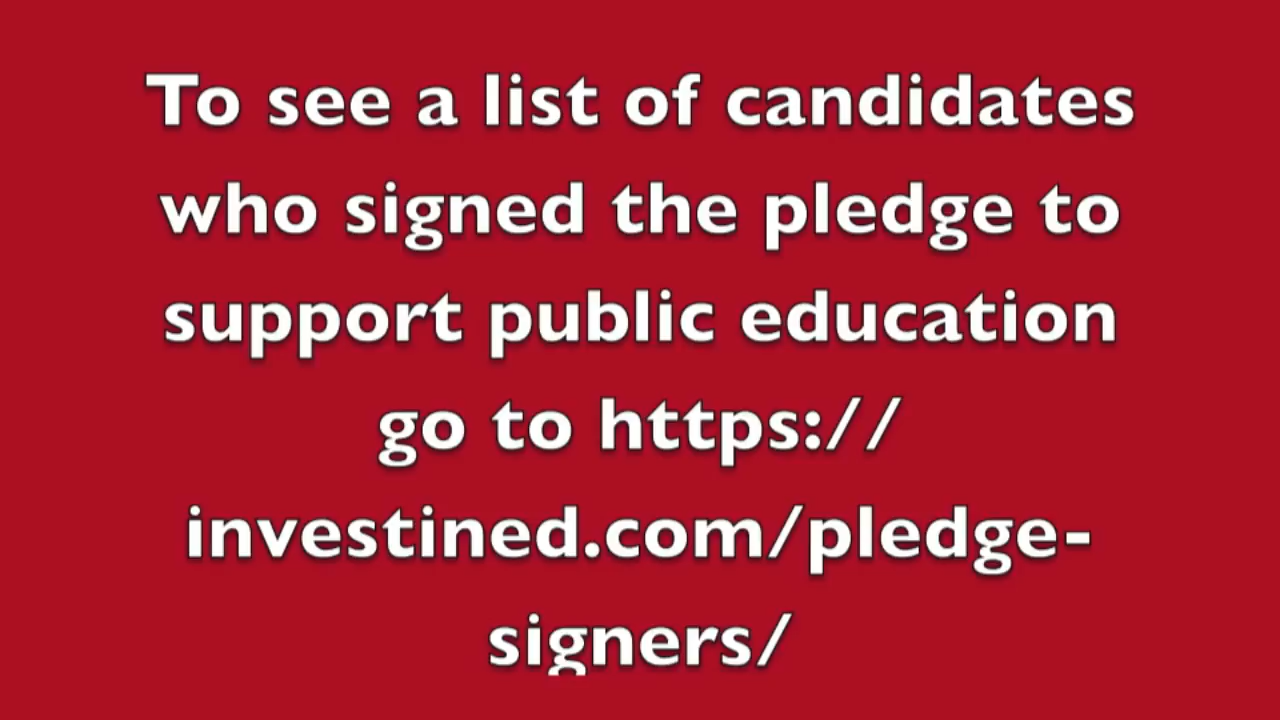 To see a list of candidates
who signed the pledge to
support public education
go to https://
investined.com/pledge-
signers/